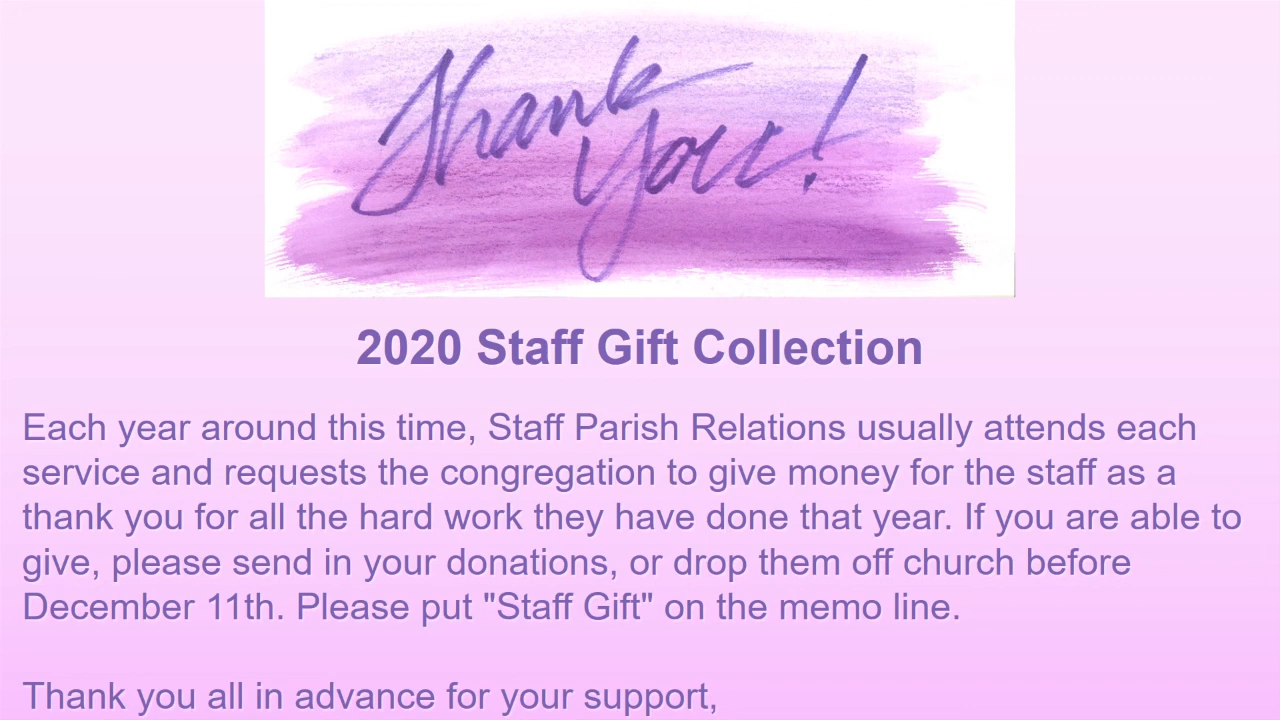 Thank
You!
2020 Staff Gift Collection
Each year around this time, Staff Parish Relations usually attends each
service and requests the congregation to give money for the staff as a
thank you for all the hard work they have done that year. If you are able to
give, please send in your donations, or drop them off church before
December 11th. Please put "Staff Gift" on the memo line.
Thank you all in advance for your support,